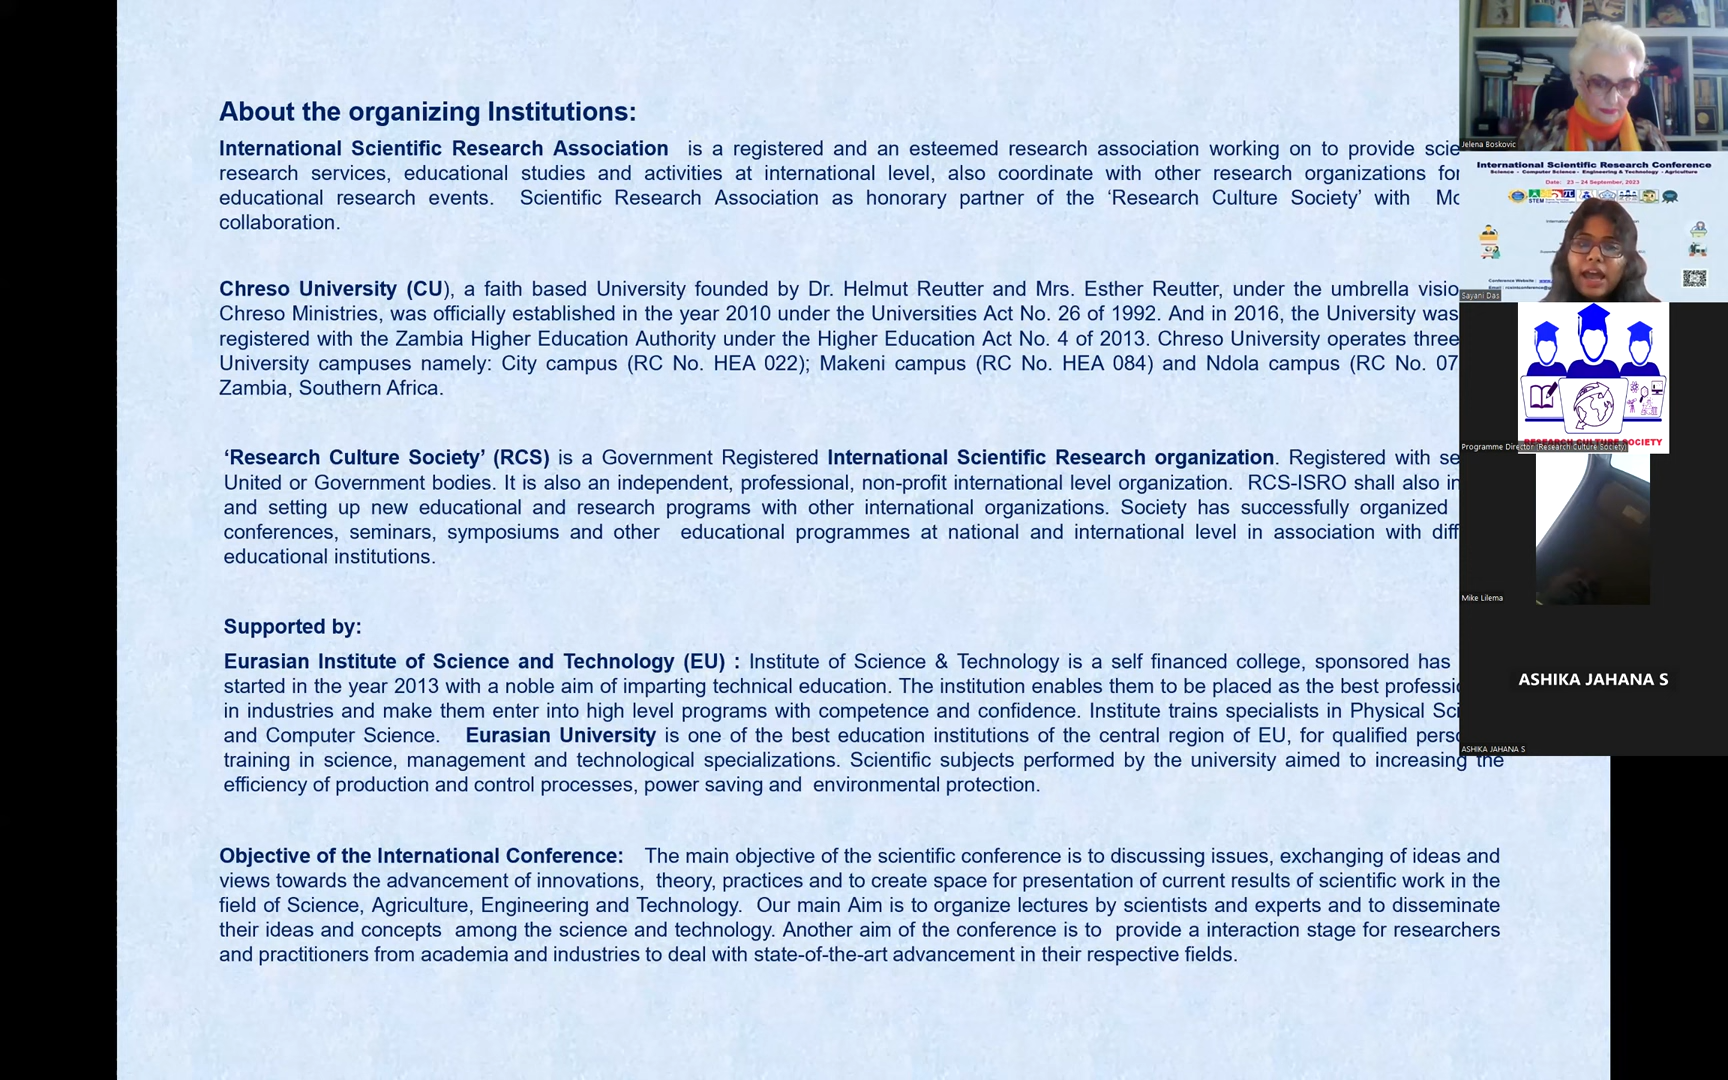 About the organizing Institutions:
International Scientific Research Association is a registered and an esteemed research association working on to provide scie
research services, educational studies and activities at international level, also coordinate with other research organizations for
educational research events. Scientific Research Association as honorary partner of the ‘Research Culture Society’ with Mo
collaboration.
Chreso University (CU), a faith based University founded by Dr. Helmut Reutter and Mrs. Esther Reutter, under the umbrella visio
Chreso Ministries, was officially established in the year 2010 under the Universities Act No. 26 of 1992. And in 2016, the University was
registered with the Zambia Higher Education Authority under the Higher Education Act No. 4 of 2013. Chreso University operates three
University campuses namely: City campus (RC No. HEA 022); Makeni campus (RC No. HEA 084) and Ndola campus (RC No. 07
Zambia, Southern Africa.
‘Research Culture Society’ (RCS) is a Government Registered International Scientific Research organization. Registered with se
United or Government bodies. It is also an independent, professional, non-profit international level organization. RCS-ISRO shall also in
and setting up new educational and research programs with other international organizations. Society has successfully organized
conferences, seminars, symposiums and other educational programmes at national and international level in association with diff
educational institutions.
Supported by:
Eurasian Institute of Science and Technology (EU) : Institute of Science & Technology is a self financed college, sponsored has
started in the year 2013 with a noble aim of imparting technical education. The institution enables them to be placed as the best professi
in industries and make them enter into high level programs with competence and confidence. Institute trains specialists in Physical Sci
and Computer Science. Eurasian University is one of the best education institutions of the central region of EU, for qualified perso
training in science, management and technological specializations. Scientific subjects performed by the university aimed to increasing the
efficiency of production and control processes, power saving and environmental protection.
Objective of the International Conference: The main objective of the scientific conference is to discussing issues, exchanging of ideas and
views towards the advancement of innovations, theory, practices and to create space for presentation of current results of scientific work in the
field of Science, Agriculture, Engineering and Technology. Our main Aim is to organize lectures by scientists and experts and to disseminate
their ideas and concepts among the science and technology. Another aim of the conference is to provide a interaction stage for researchers
and practitioners from academia and industries to deal with state-of-the-art advancement in their respective fields.
Jelena Boskovic
International Scientific Research Conference
Science - Computer Science - Engineering & Technology - Agriculture
Date: 23 – 24 September, 2023
STEM
Conference Website :
Sayani Das
RESEARCH CULTURE SOCIETY
Programme Director (Research Culture Society)
Mike Lilema
ASHIKA JAHANA S
ASHIKA JAHANA S